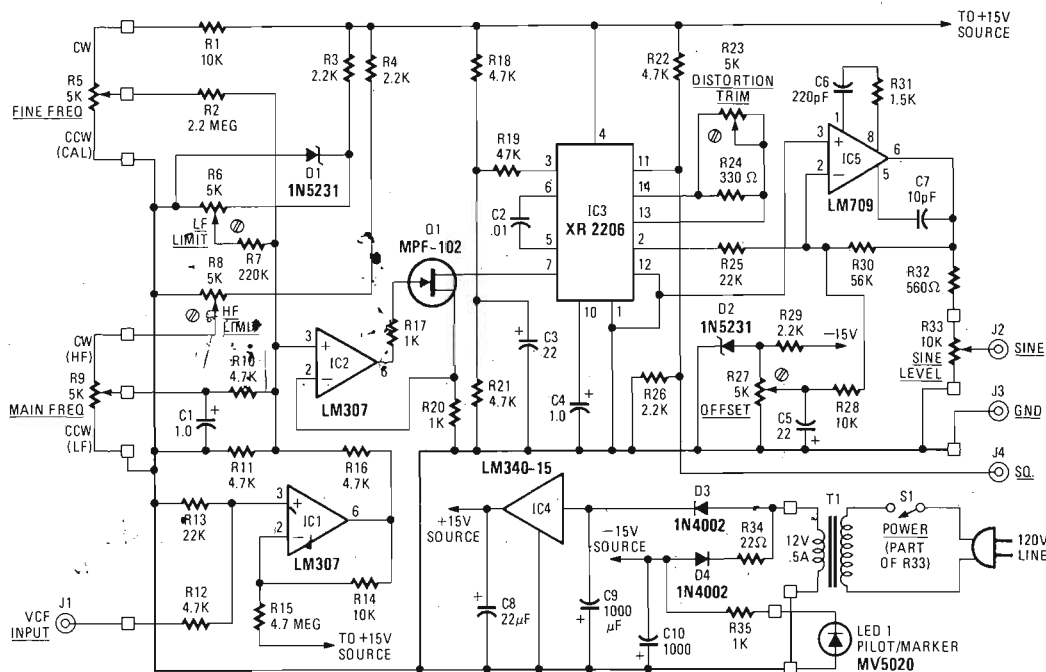 TO +15V
SOURCE
CW
R1
10K
R5
5K
FINE FREQ
R2
2.2 MEG
CCW
(CAL)
R3
2.2K
R4
2.2K
D1
1N5231
R6
5K
LF
LIMIT
R7
220K
R8
5K
HF
CW
(HF)
R9
5K
MAIN FREQ
R10
4.7K
C1
1.0
+
CCW
(LF)
R11
4.7K
R16
4.7K
Q1
MPF-102
R17
1K
3
+
IC2
2
-
6
LM307
R20
1K
R18
4.7K
R19
47K
C2
.01
R21
4.7K
C3
22
+
C4
1.0
+
IC3
XR 2206
4
3
6
5
7
11
14
13
2
12
10
1
R22
4.7K
R23
5K
DISTORTION
TRIM
R24
330 Ω
R25
22K
R26
2.2K
C6
220pF
R31
1.5K
1
8
3
+
IC5
2
-
6
5
LM709
C7
10pF
R30
56K
R32
560Ω
R33
10K
SINE
LEVEL
J2
SINE
J3
GND
J4
SQ.
D2
1N5231
R29
2.2K
-15V
R27
5K
OFFSET
C5
22
+
R28
10K
R13
22K
3
+
IC1
2
-
6
LM307
R14
10K
R15
4.7 MEG
TO +15V
SOURCE
R12
4.7K
J1
VCF
INPUT
LM340-15
IC4
+15V
SOURCE
C8
22μF
+
C9
1000
μF
+
C10
1000
+
-15V
SOURCE
D3
1N4002
D4
1N4002
R34
22Ω
R35
1K
T1
12V
.5A
S1
POWER
(PART
OF R33)
120V
LINE
LED 1
PILOT/MARKER
MV5020